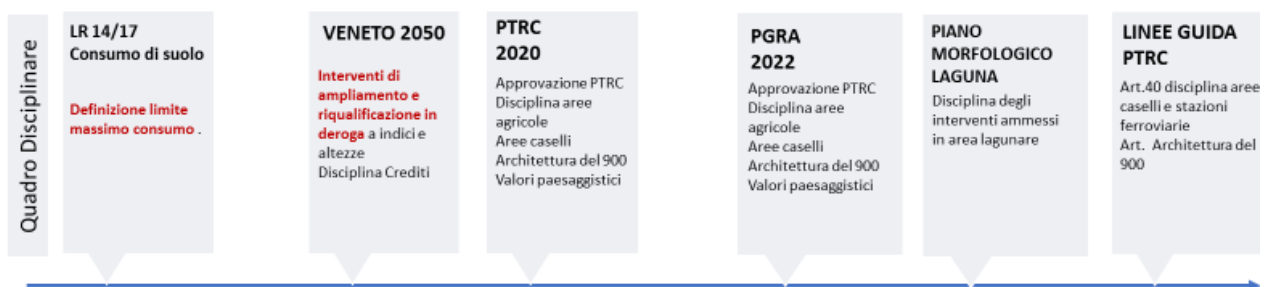 Quadro Disciplinare
LR 14/17
Consumo di suolo
Definizione limite
massimo consumo .
VENETO 2050
Interventi di
ampliamento e
riqualificazione in
deroga a indici e
altezze
Disciplina Crediti
PTRC
2020
Approvazione PTRC
Disciplina aree
agricole
Aree caselli
Architettura del 900
Valori paesaggistici
PGRA
2022
Approvazione PTRC
Disciplina aree
agricole
Aree caselli
Architettura del 900
Valori paesaggistici
PIANO
MORFOLOGICO
LAGUNA
Disciplina degli
interventi ammessi
in area lagunare
LINEE GUIDA
PTRC
Art.40 disciplina aree
caselli e stazioni
ferroviarie
Art. Architettura del
900